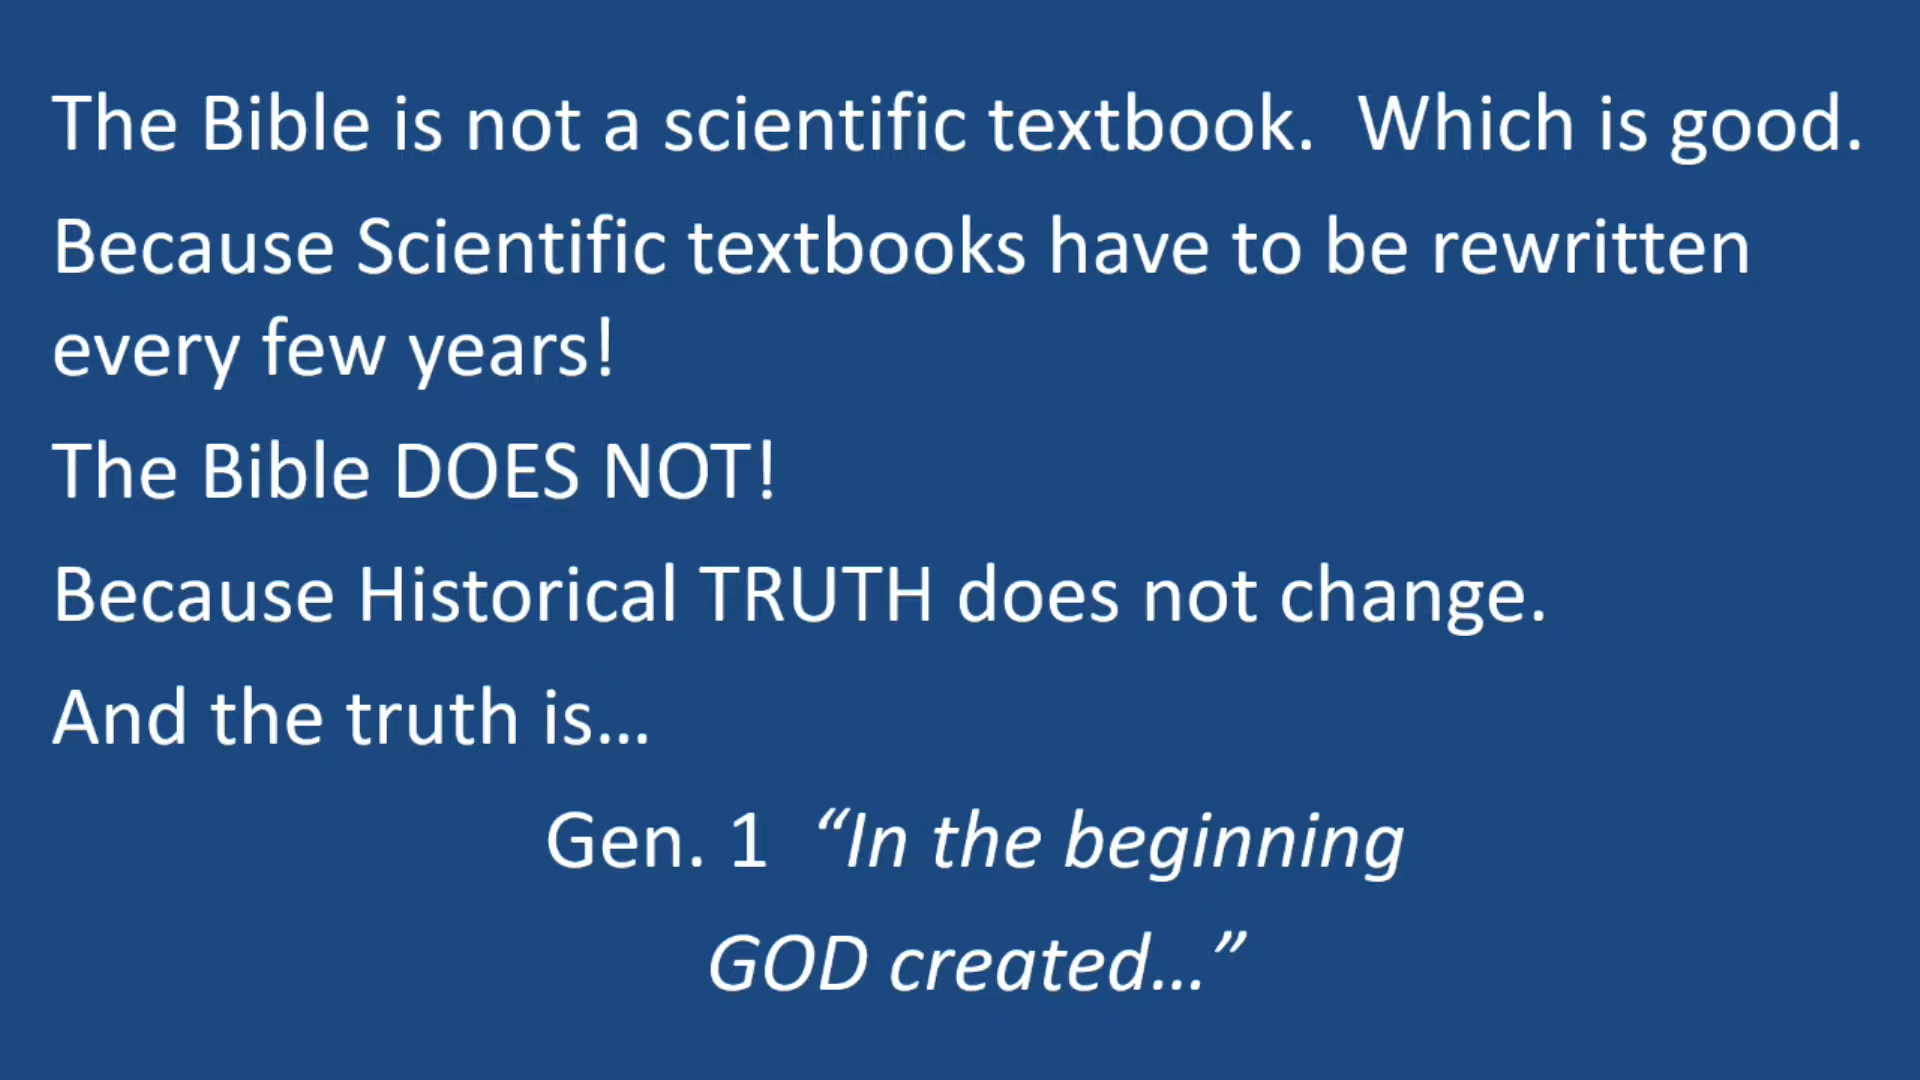 The Bible is not a scientific textbook.  Which is good.
Because Scientific textbooks have to be rewritten
every few years!
The Bible DOES NOT!
Because Historical TRUTH does not change.
And the truth is...
Gen. 1  “In the beginning
GOD created...”